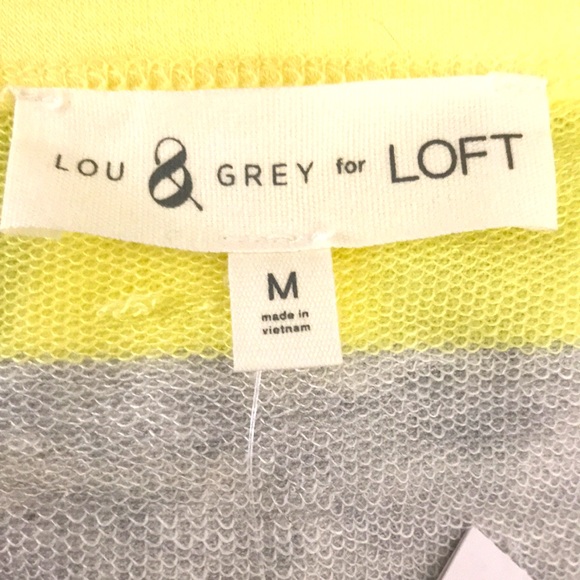 LOU & GREY for LOFT
M
made in
vietnam